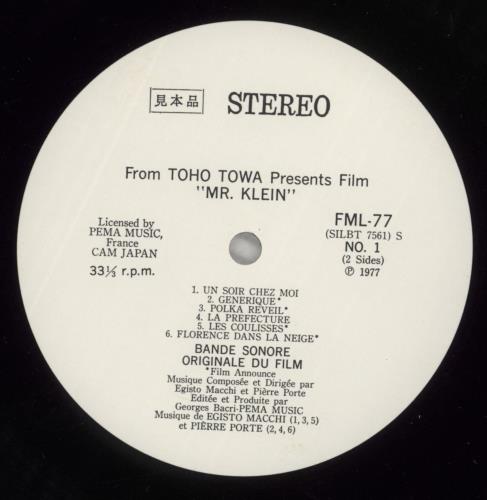 見本品 STEREO
From TOHO TOWA Presents Film
"MR. KLEIN"
Licensed by
PEMA MUSIC,
France
CAM JAPAN
33⅓ r.p.m.
FML-77
(SILBT 7561) S
NO. 1
(2 Sides)
℗ 1977
1. UN SOIR CHEZ MOI
2. GENERIQUE*
3. POLKA REVEIL*
4. LA PREFECTURE
5. LES COULISSES*
6. FLORENCE DANS LA NEIGE*
BANDE SONORE
ORIGINALE DU FILM
*Film Announce
Musique Composée et Dirigée par
Egisto Macchi et Pièrre Porte
Editée et Produite par
Georges Bacri-PEMA MUSIC
Musique de EGISTO MACCHI (1, 3, 5)
et PIÈRRE PORTE (2, 4, 6)